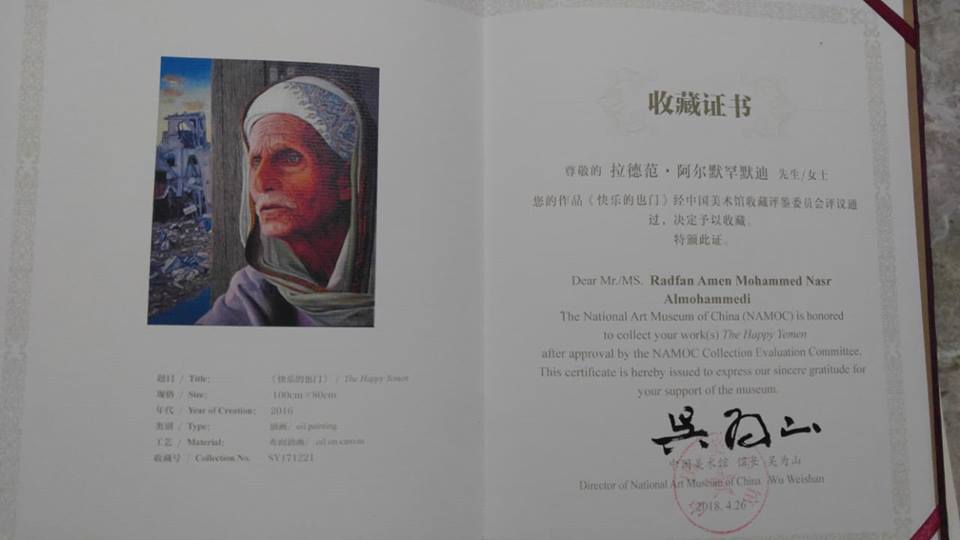 题目 / Title: 《快乐的也门》 / The Happy Yemen
规格 / Size: 100cm×80cm
年代 / Year of Creation: 2016
类别 / Type: 油画/ oil painting
工艺 / Material: 布面油画/ oil on canvas
收藏号 / Collection No. SY171221
收藏证书
尊敬的 拉德范·阿尔默罕默迪 先生/女士
您的作品《快乐的也门》经中国美术馆收藏评鉴委员会评议通
过，决定予以收藏。
特颁此证。
Dear Mr./MS. Radfan Amen Mohammed Nasr
Almohammedi
The National Art Museum of China (NAMOC) is honored
to collect your work(s) The Happy Yemen
after approval by the NAMOC Collection Evaluation Committee.
This certificate is hereby issued to express our sincere gratitude for
your support of the museum.
吴为山
中国美术馆 馆长 吴为山
Director of National Art Museum of China Wu Weishan
2018. 4.26